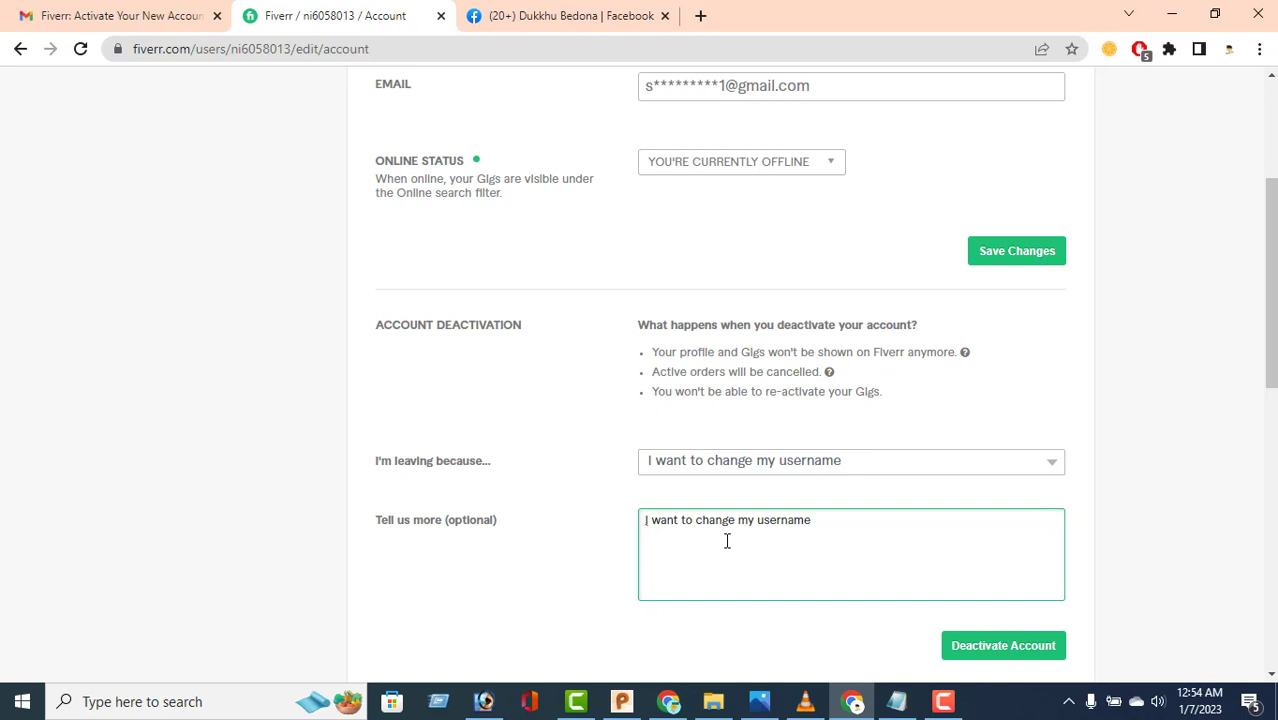 Fiverr: Activate Your New Accoun
Fiverr / ni6058013 / Account
(20+) Dukkhu Bedona | Facebook
fiverr.com/users/ni6058013/edit/account
5
EMAIL
s*********1@gmail.com
ONLINE STATUS
When online, your Gigs are visible under
the Online search filter.
YOU'RE CURRENTLY OFFLINE
Save Changes
ACCOUNT DEACTIVATION
What happens when you deactivate your account?
Your profile and Gigs won't be shown on Fiverr anymore.
Active orders will be cancelled.
You won't be able to re-activate your Gigs.
I'm leaving because...
I want to change my username
Tell us more (optional)
I want to change my username
Deactivate Account
Type here to search
12:54 AM
1/7/2023
5